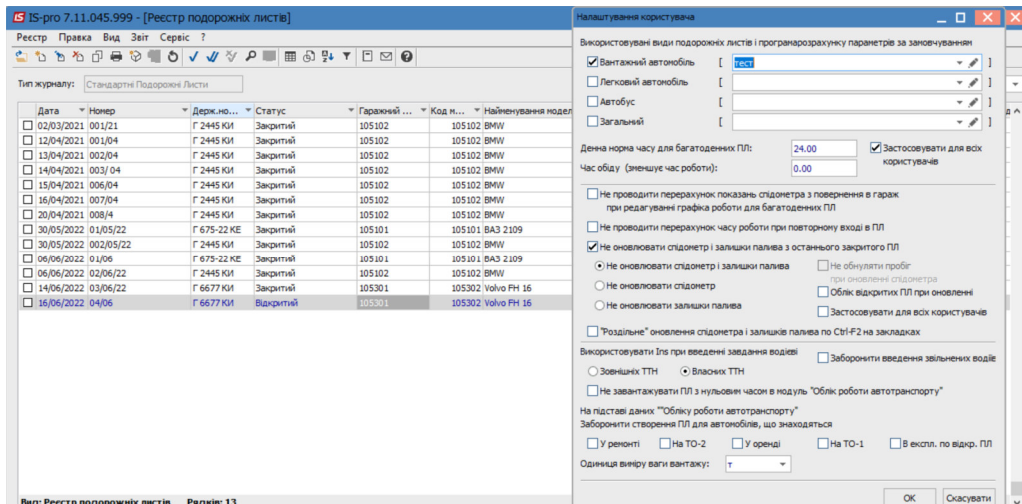 IS-pro 7.11.045.999 - [Реєстр подорожніх листів]
Реєстр Правка Вид Звіт Сервіс ?
Тип журналу: Стандартні Подорожні Листи
Дата Номер Держ.но... Статус Гаражний ... Код н... Найменування модел
02/03/2021 001/21 Г 2445 КИ Закритий 105102 105102 BMW
12/04/2021 001/04 Г 2445 КИ Закритий 105102 105102 BMW
13/04/2021 002/04 Г 2445 КИ Закритий 105102 105102 BMW
14/04/2021 003/ 04 Г 2445 КИ Закритий 105102 105102 BMW
15/04/2021 006/04 Г 2445 КИ Закритий 105102 105102 BMW
16/04/2021 007/04 Г 2445 КИ Закритий 105102 105102 BMW
20/04/2021 008/4 Г 2445 КИ Закритий 105102 105102 BMW
30/05/2022 01/05/22 Г 675-22 КЕ Закритий 105101 105101 ВАЗ 2109
30/05/2022 002/05/22 Г 2445 КИ Закритий 105102 105102 BMW
06/06/2022 01/06 Г 675-22 КЕ Закритий 105101 105101 ВАЗ 2109
06/06/2022 02/06/22 Г 2445 КИ Закритий 105102 105102 BMW
14/06/2022 03/06/22 Г 6677 КИ Закритий 105301 105302 Volvo FH 16
16/06/2022 04/06 Г 6677 КИ Відкритий 105301 105302 Volvo FH 16
Вид: Реєстр подорожніх листів Рядків: 13
Налаштування користувача
Використовувані види подорожніх листів і програмарозрахунку параметрів за замовчуванням
Вантажний автомобіль [ тест ]
Легковий автомобіль [ ]
Автобус [ ]
Загальний [ ]
Денна норма часу для багатоденних ПЛ: 24.00 Застосовувати для всіх
користувачів
Час обіду (зменшує час роботи): 0.00
Не проводити перерахунок показань спідометра з повернення в гараж
при редагуванні графіка роботи для багатоденних ПЛ
Не проводити перерахунок часу роботи при повторному вході в ПЛ
Не оновлювати спідометр і залишки палива з останнього закритого ПЛ
Не оновлювати спідометр і залишки палива Не обнуляти пробіг
при оновленні спідометра
Не оновлювати спідометр Облік відкритих ПЛ при оновленні
Не оновлювати залишки палива Застосовувати для всіх користувачів
"Роздільне" оновлення спідометра і залишків палива по Ctrl-F2 на закладках
Використовувати Ins при введенні завдання водієві Заборонити введення звільнених водіїв
Зовнішніх ТТН Власних ТТН
Не завантажувати ПЛ з нульовин часом в модуль "Облік роботи автотранспорту"
На підставі даних ""Обліку роботи автотранспорту"
Заборонити створення ПЛ для автомобілів, що знаходяться
У ремонті На ТО-2 У оренді На ТО-1 В експл. по відкр. ПЛ
Одиниця виміру ваги вантажу: т
ОК Скасувати